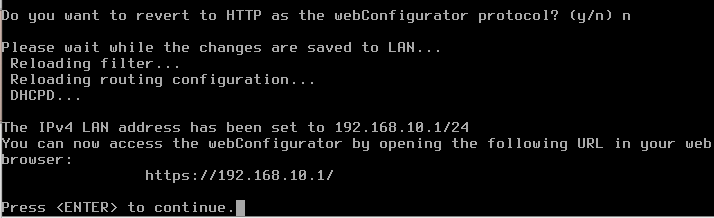 Do you want to revert to HTTP as the webConfigurator protocol? (y/n) n
Please wait while the changes are saved to LAN...
Reloading filter...
Reloading routing configuration...
DHCPD...
The IPv4 LAN address has been set to 192.168.10.1/24
You can now access the webConfigurator by opening the following URL in your web
browser:
https://192.168.10.1/
Press <ENTER> to continue.